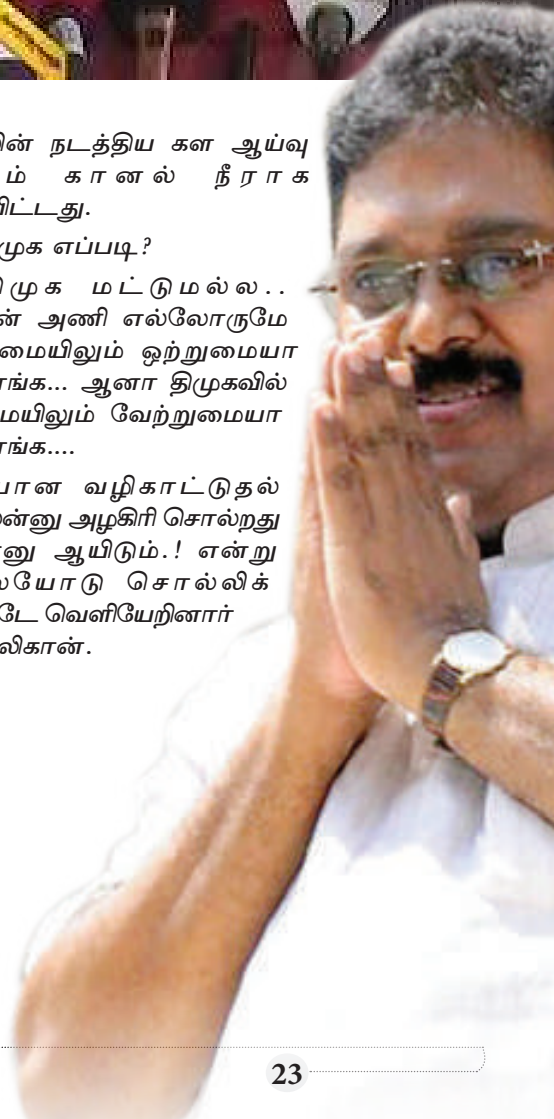 ின் நடத்திய கள ஆய்வு
ம் கானல் நீராக
விட்டது.
முக எப்படி?
திமுக மட்டுமல்ல..
ன் அணி எல்லோருமே
மையிலும் ஒற்றுமையா
ாங்க... ஆனா திமுகவில்
மையிலும் வேற்றுமையா
ாங்க....
யான வழிகாட்டுதல்
லன்னு அழகிரி சொல்றது
னு ஆயிடும்.! என்று
லயோடு சொல்லிக்
டே வெளியேறினார்
லிகான்.
23